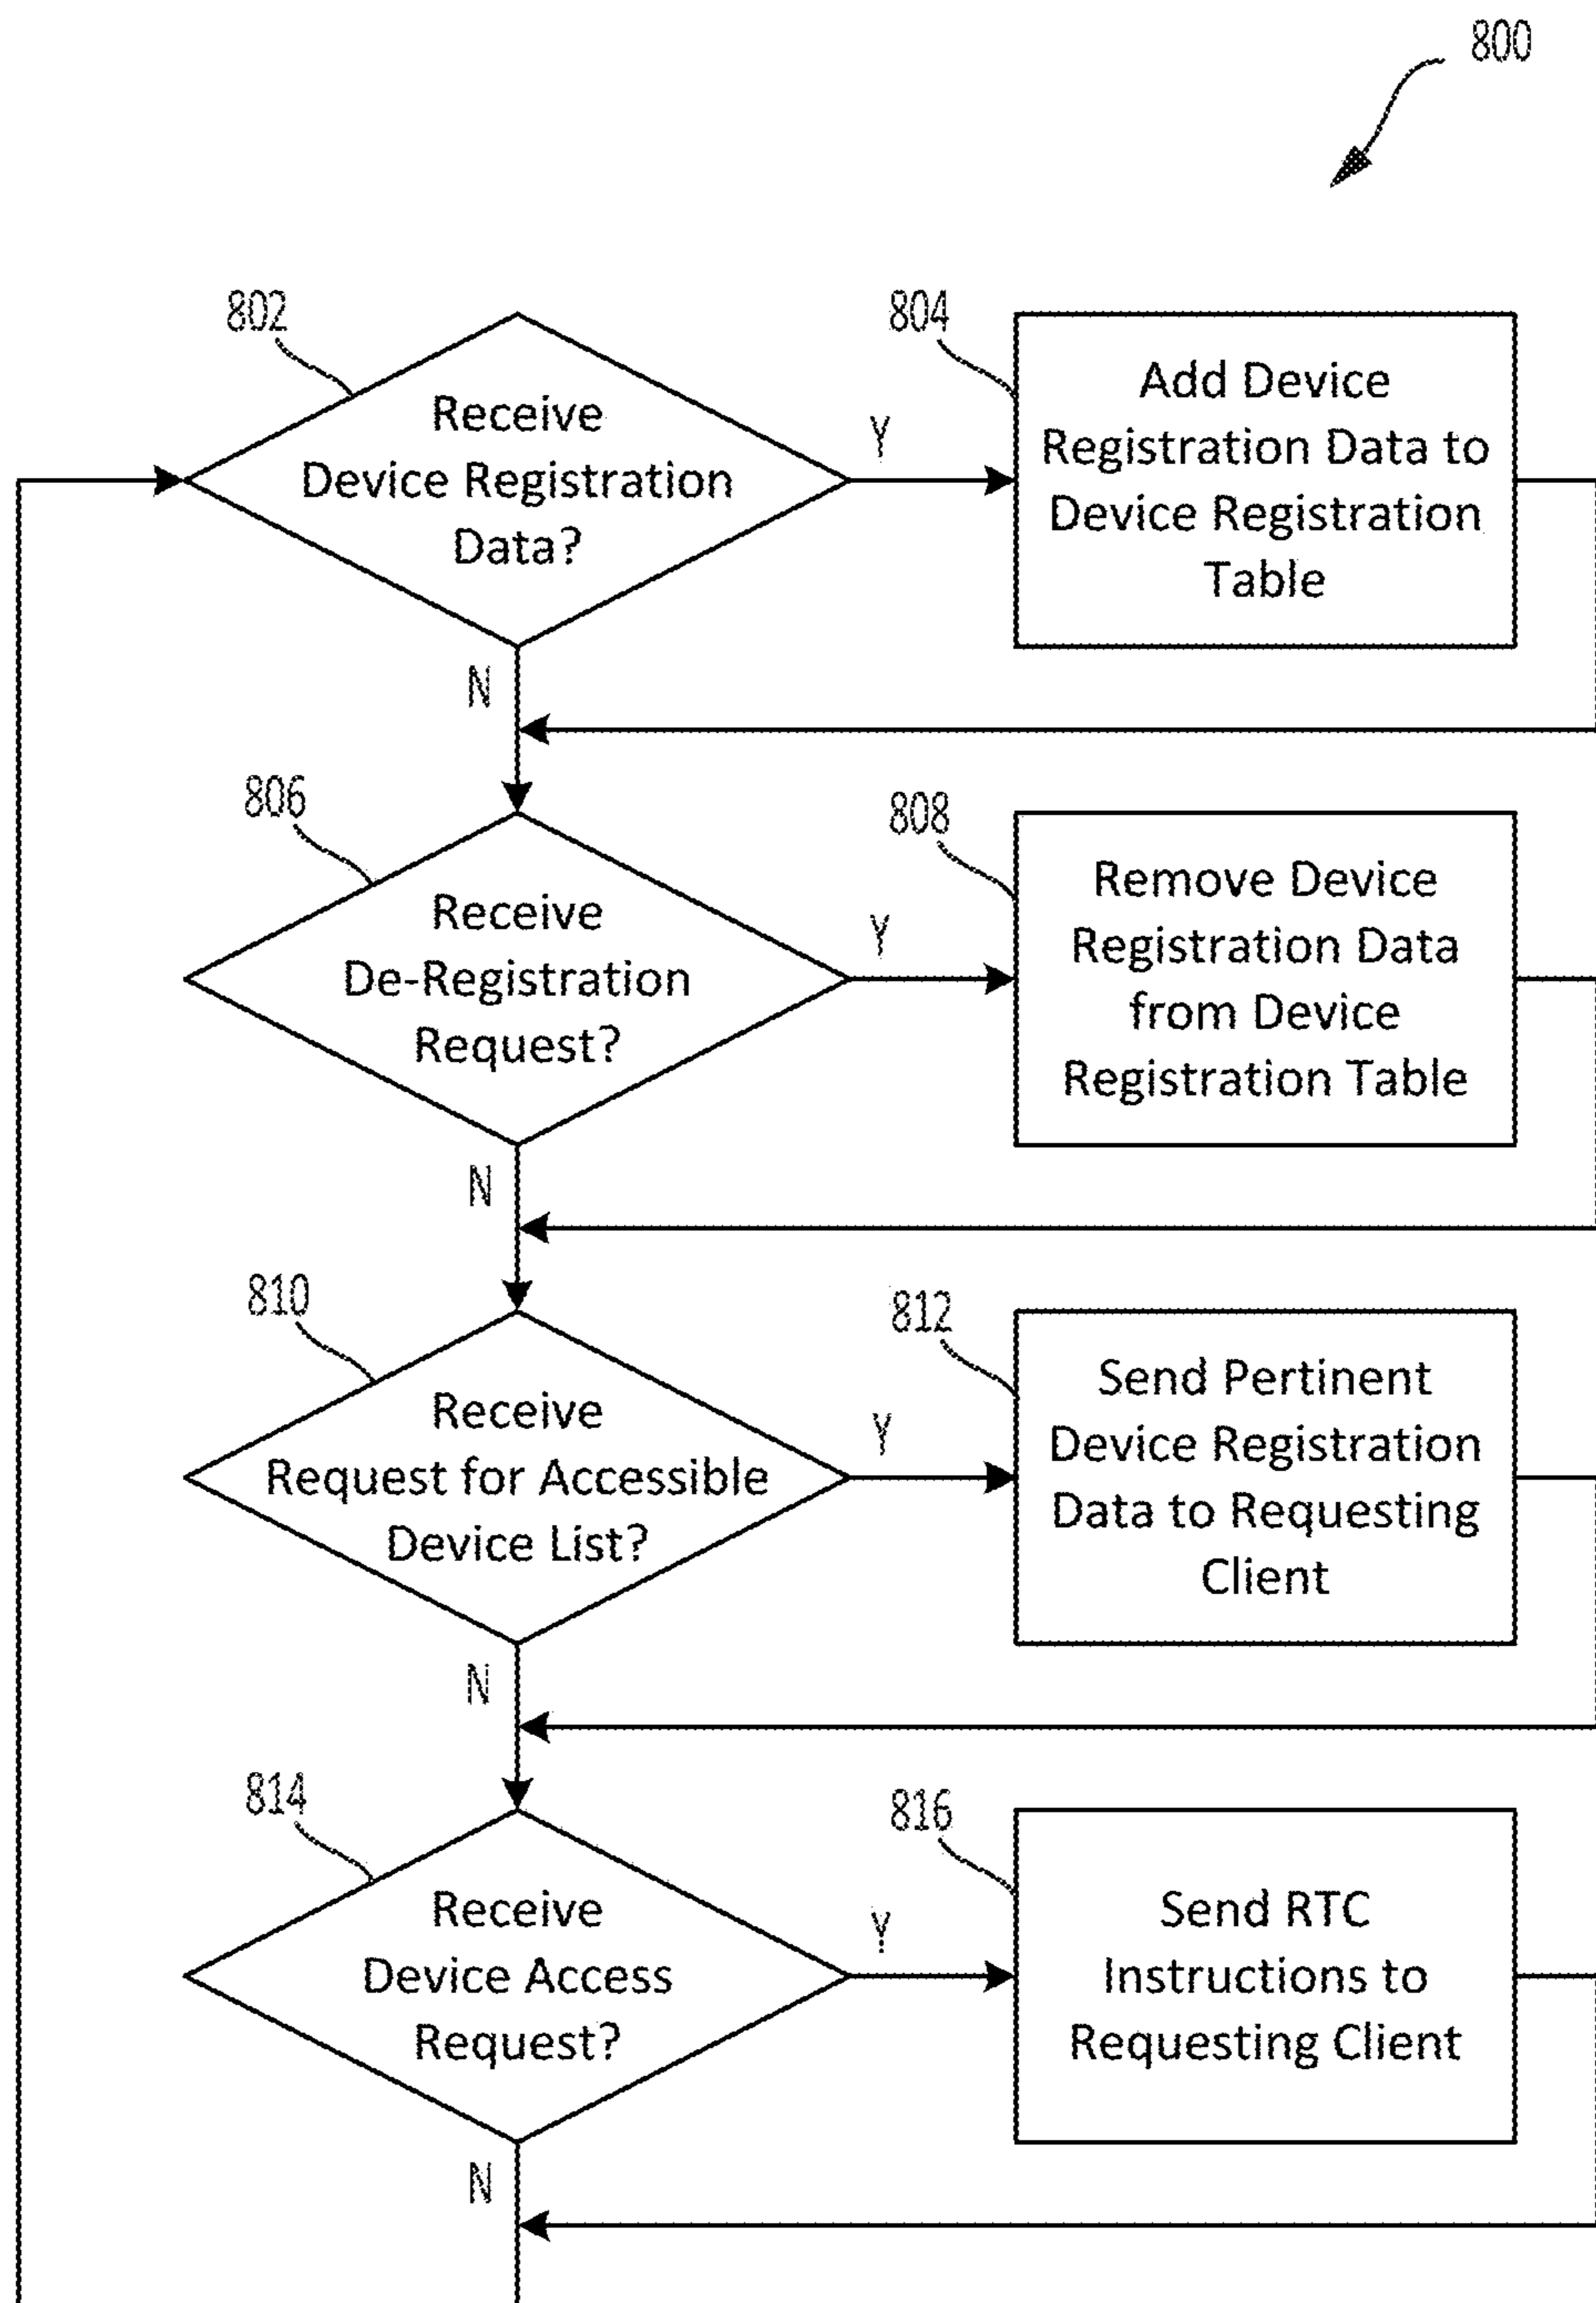 800
802
Receive
Device Registration
Data?
Y
N
804
Add Device
Registration Data to
Device Registration
Table
806
Receive
De-Registration
Request?
Y
N
808
Remove Device
Registration Data
from Device
Registration Table
810
Receive
Request for Accessible
Device List?
Y
N
812
Send Pertinent
Device Registration
Data to Requesting
Client
814
Receive
Device Access
Request?
Y
N
816
Send RTC
Instructions to
Requesting Client